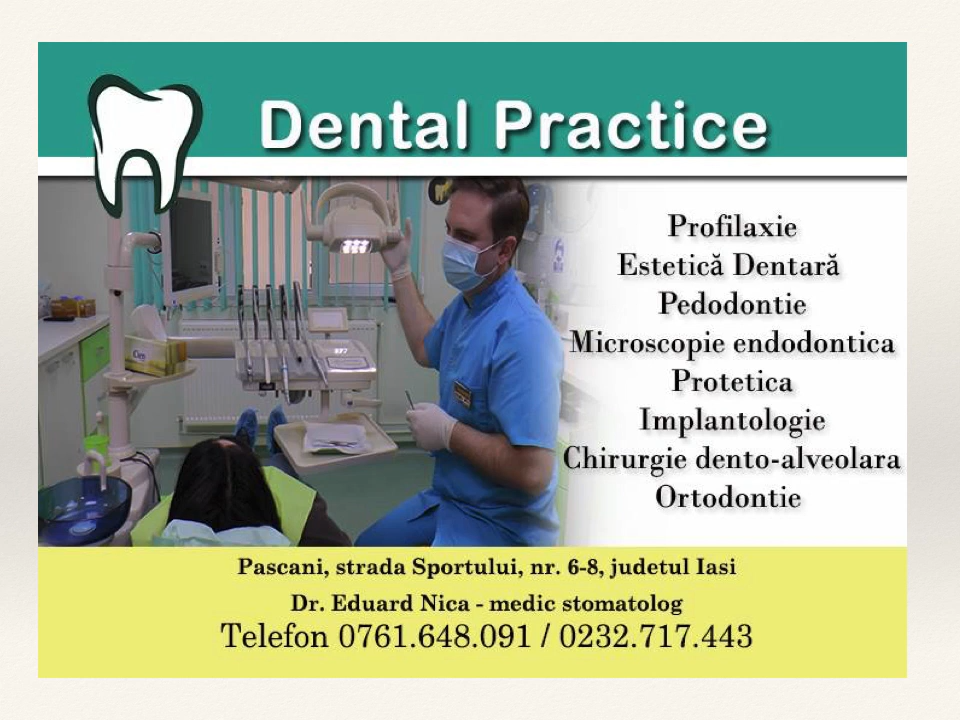 Dental Practice
Profilaxie
Estetică Dentară
Pedodontie
Microscopie endodontica
Protetica
Implantologie
Chirurgie dento-alveolara
Ortodontie
Pascani, strada Sportului, nr. 6-8, judetul Iasi
Dr. Eduard Nica - medic stomatolog
Telefon 0761.648.091 / 0232.717.443